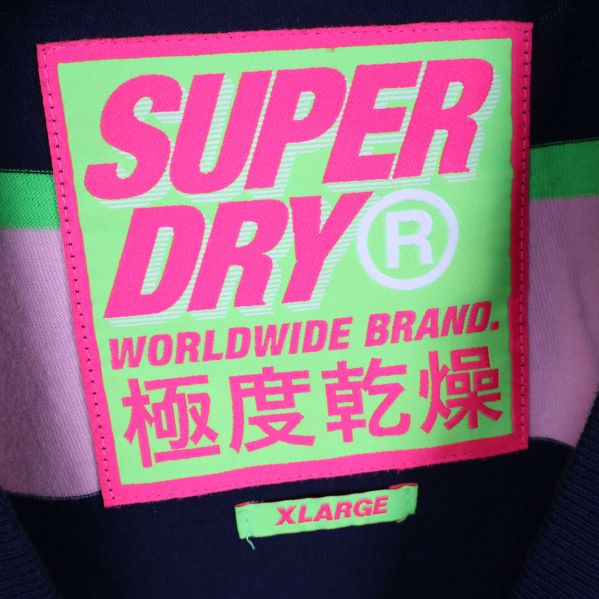 SUPER
DRY®
WORLDWIDE BRAND.
極度乾燥
XLARGE